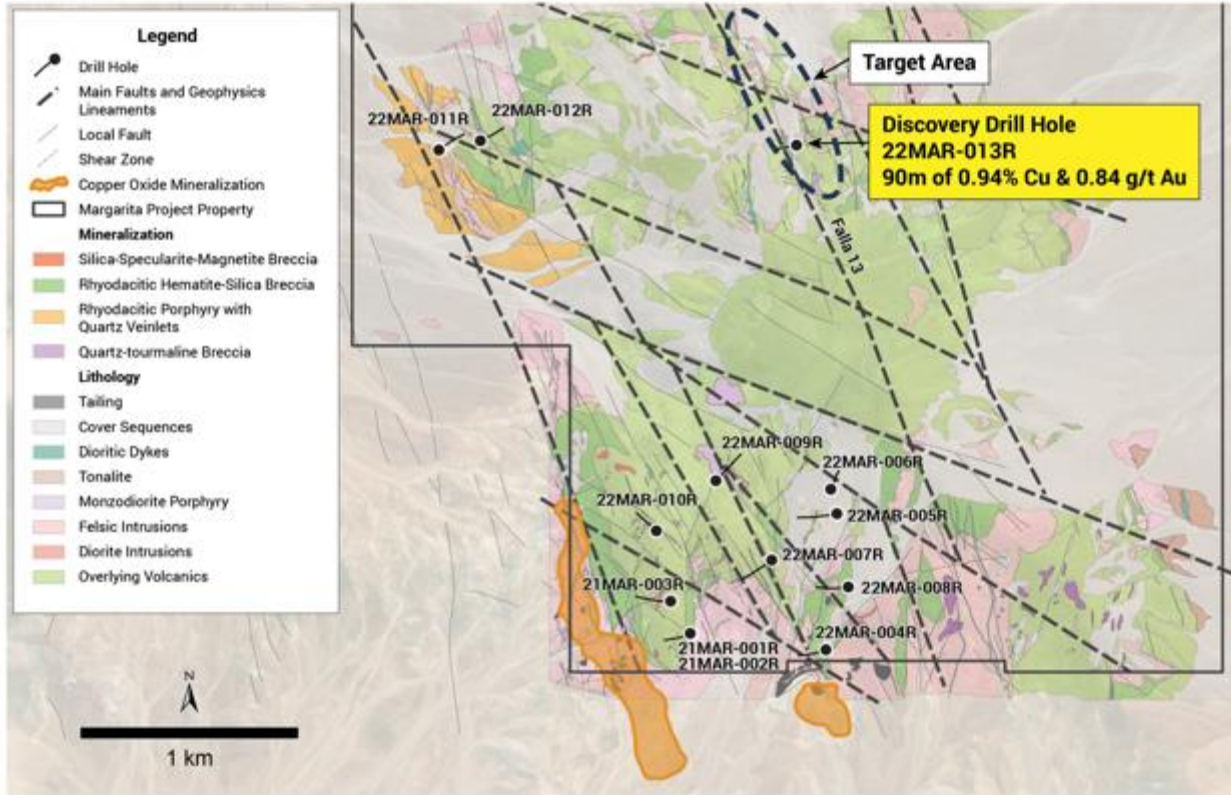 Legend
Drill Hole
Main Faults and Geophysics
Lineaments
Local Fault
Shear Zone
Copper Oxide Mineralization
Margarita Project Property
Mineralization
Silica-Specularite-Magnetite Breccia
Rhyodacitic Hematite-Silica Breccia
Rhyodacitic Porphyry with
Quartz Veinlets
Quartz-tourmaline Breccia
Lithology
Tailing
Cover Sequences
Dioritic Dykes
Tonalite
Monzodiorite Porphyry
Felsic Intrusions
Diorite Intrusions
Overlying Volcanics
N
1 km
Target Area
Discovery Drill Hole
22MAR-013R
90m of 0.94% Cu & 0.84 g/t Au
22MAR-011R
22MAR-012R
Falla 13
22MAR-009R
22MAR-006R
22MAR-010R
22MAR-005R
22MAR-007R
21MAR-003R
22MAR-008R
22MAR-004R
21MAR-001R
21MAR-002R